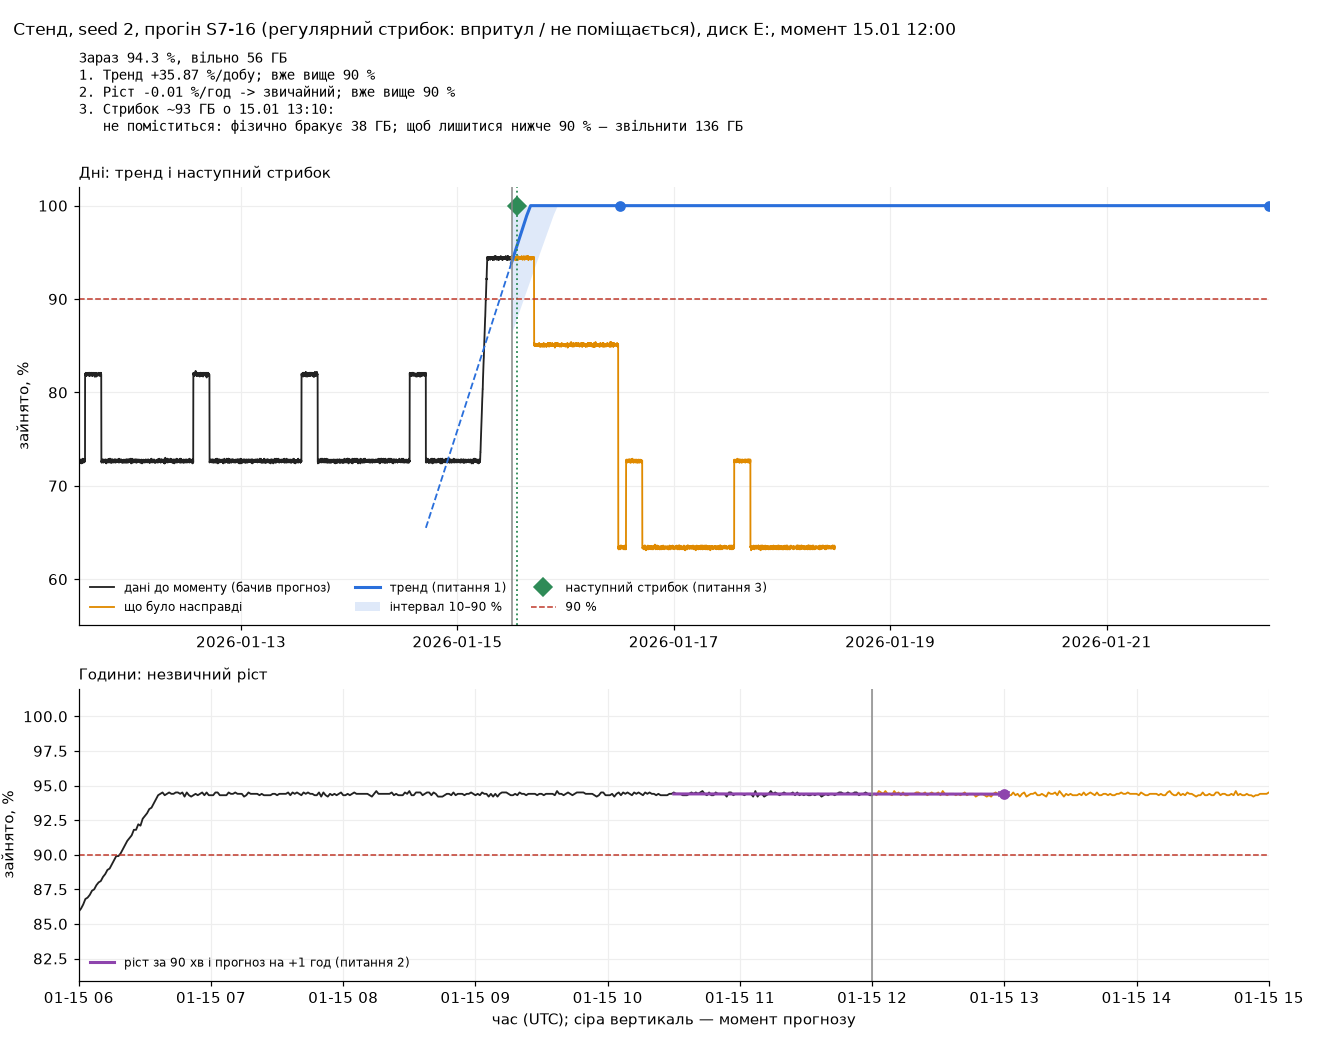 Стенд, seed 2, прогін S7-16 (регулярний стрибок: впритул / не поміщається), диск E:, момент 15.01 12:00
Зараз 94.3 %, вільно 56 ГБ
1. Тренд +35.87 %/добу; вже вище 90 %
2. Ріст -0.01 %/год -> звичайний; вже вище 90 %
3. Стрибок ~93 ГБ о 15.01 13:10:
не поміститься: фізично бракує 38 ГБ; щоб лишитися нижче 90 % — звільнити 136 ГБ
Дні: тренд і наступний стрибок
100
90
80
70
60
зайнято, %
дані до моменту (бачив прогноз)
що було насправді
тренд (питання 1)
інтервал 10–90 %
наступний стрибок (питання 3)
90 %
2026-01-13
2026-01-15
2026-01-17
2026-01-19
2026-01-21
Години: незвичний ріст
100.0
97.5
95.0
92.5
90.0
87.5
85.0
82.5
зайнято, %
ріст за 90 хв і прогноз на +1 год (питання 2)
01-15 06
01-15 07
01-15 08
01-15 09
01-15 10
01-15 11
01-15 12
01-15 13
01-15 14
01-15 15
час (UTC); сіра вертикаль — момент прогнозу